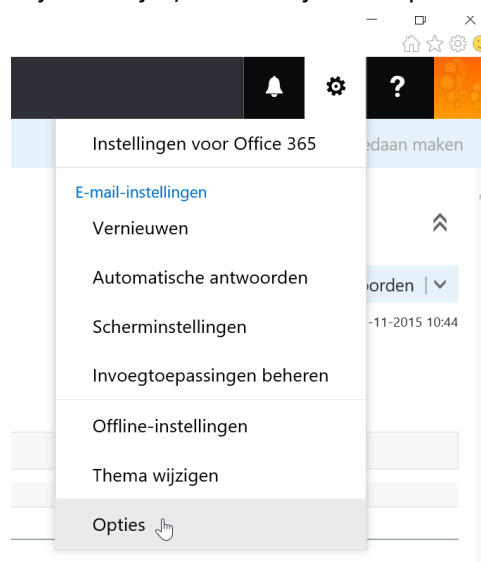 ?
Instellingen voor Office 365
edaan maken
E-mail-instellingen
Vernieuwen
Automatische antwoorden
oorden
Scherminstellingen
-11-2015 10:44
Invoegtoepassingen beheren
Offline-instellingen
Thema wijzigen
Opties